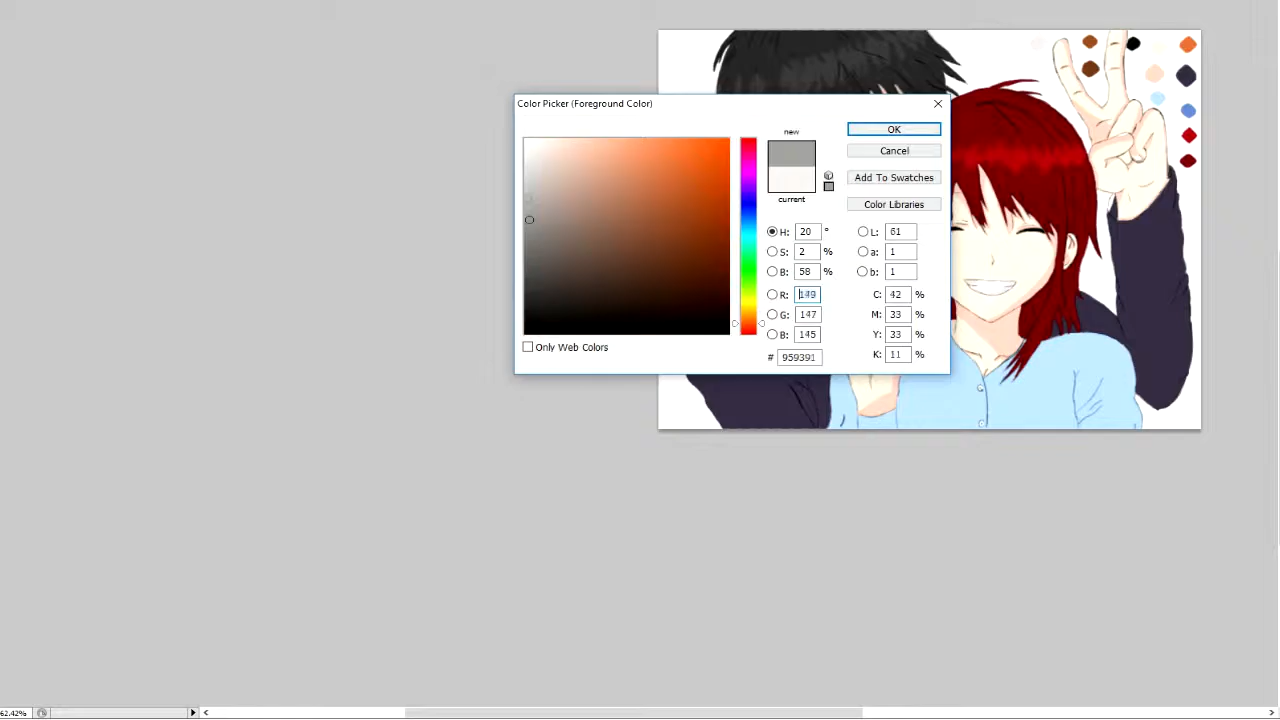 Color Picker (Foreground Color)
new
current
OK
Cancel
Add To Swatches
Color Libraries
H: 20 °
S: 2 %
B: 58 %
R: 149
G: 147
B: 145
# 959391
L: 61
a: 1
b: 1
C: 42 %
M: 33 %
Y: 33 %
K: 11 %
Only Web Colors
62.42%